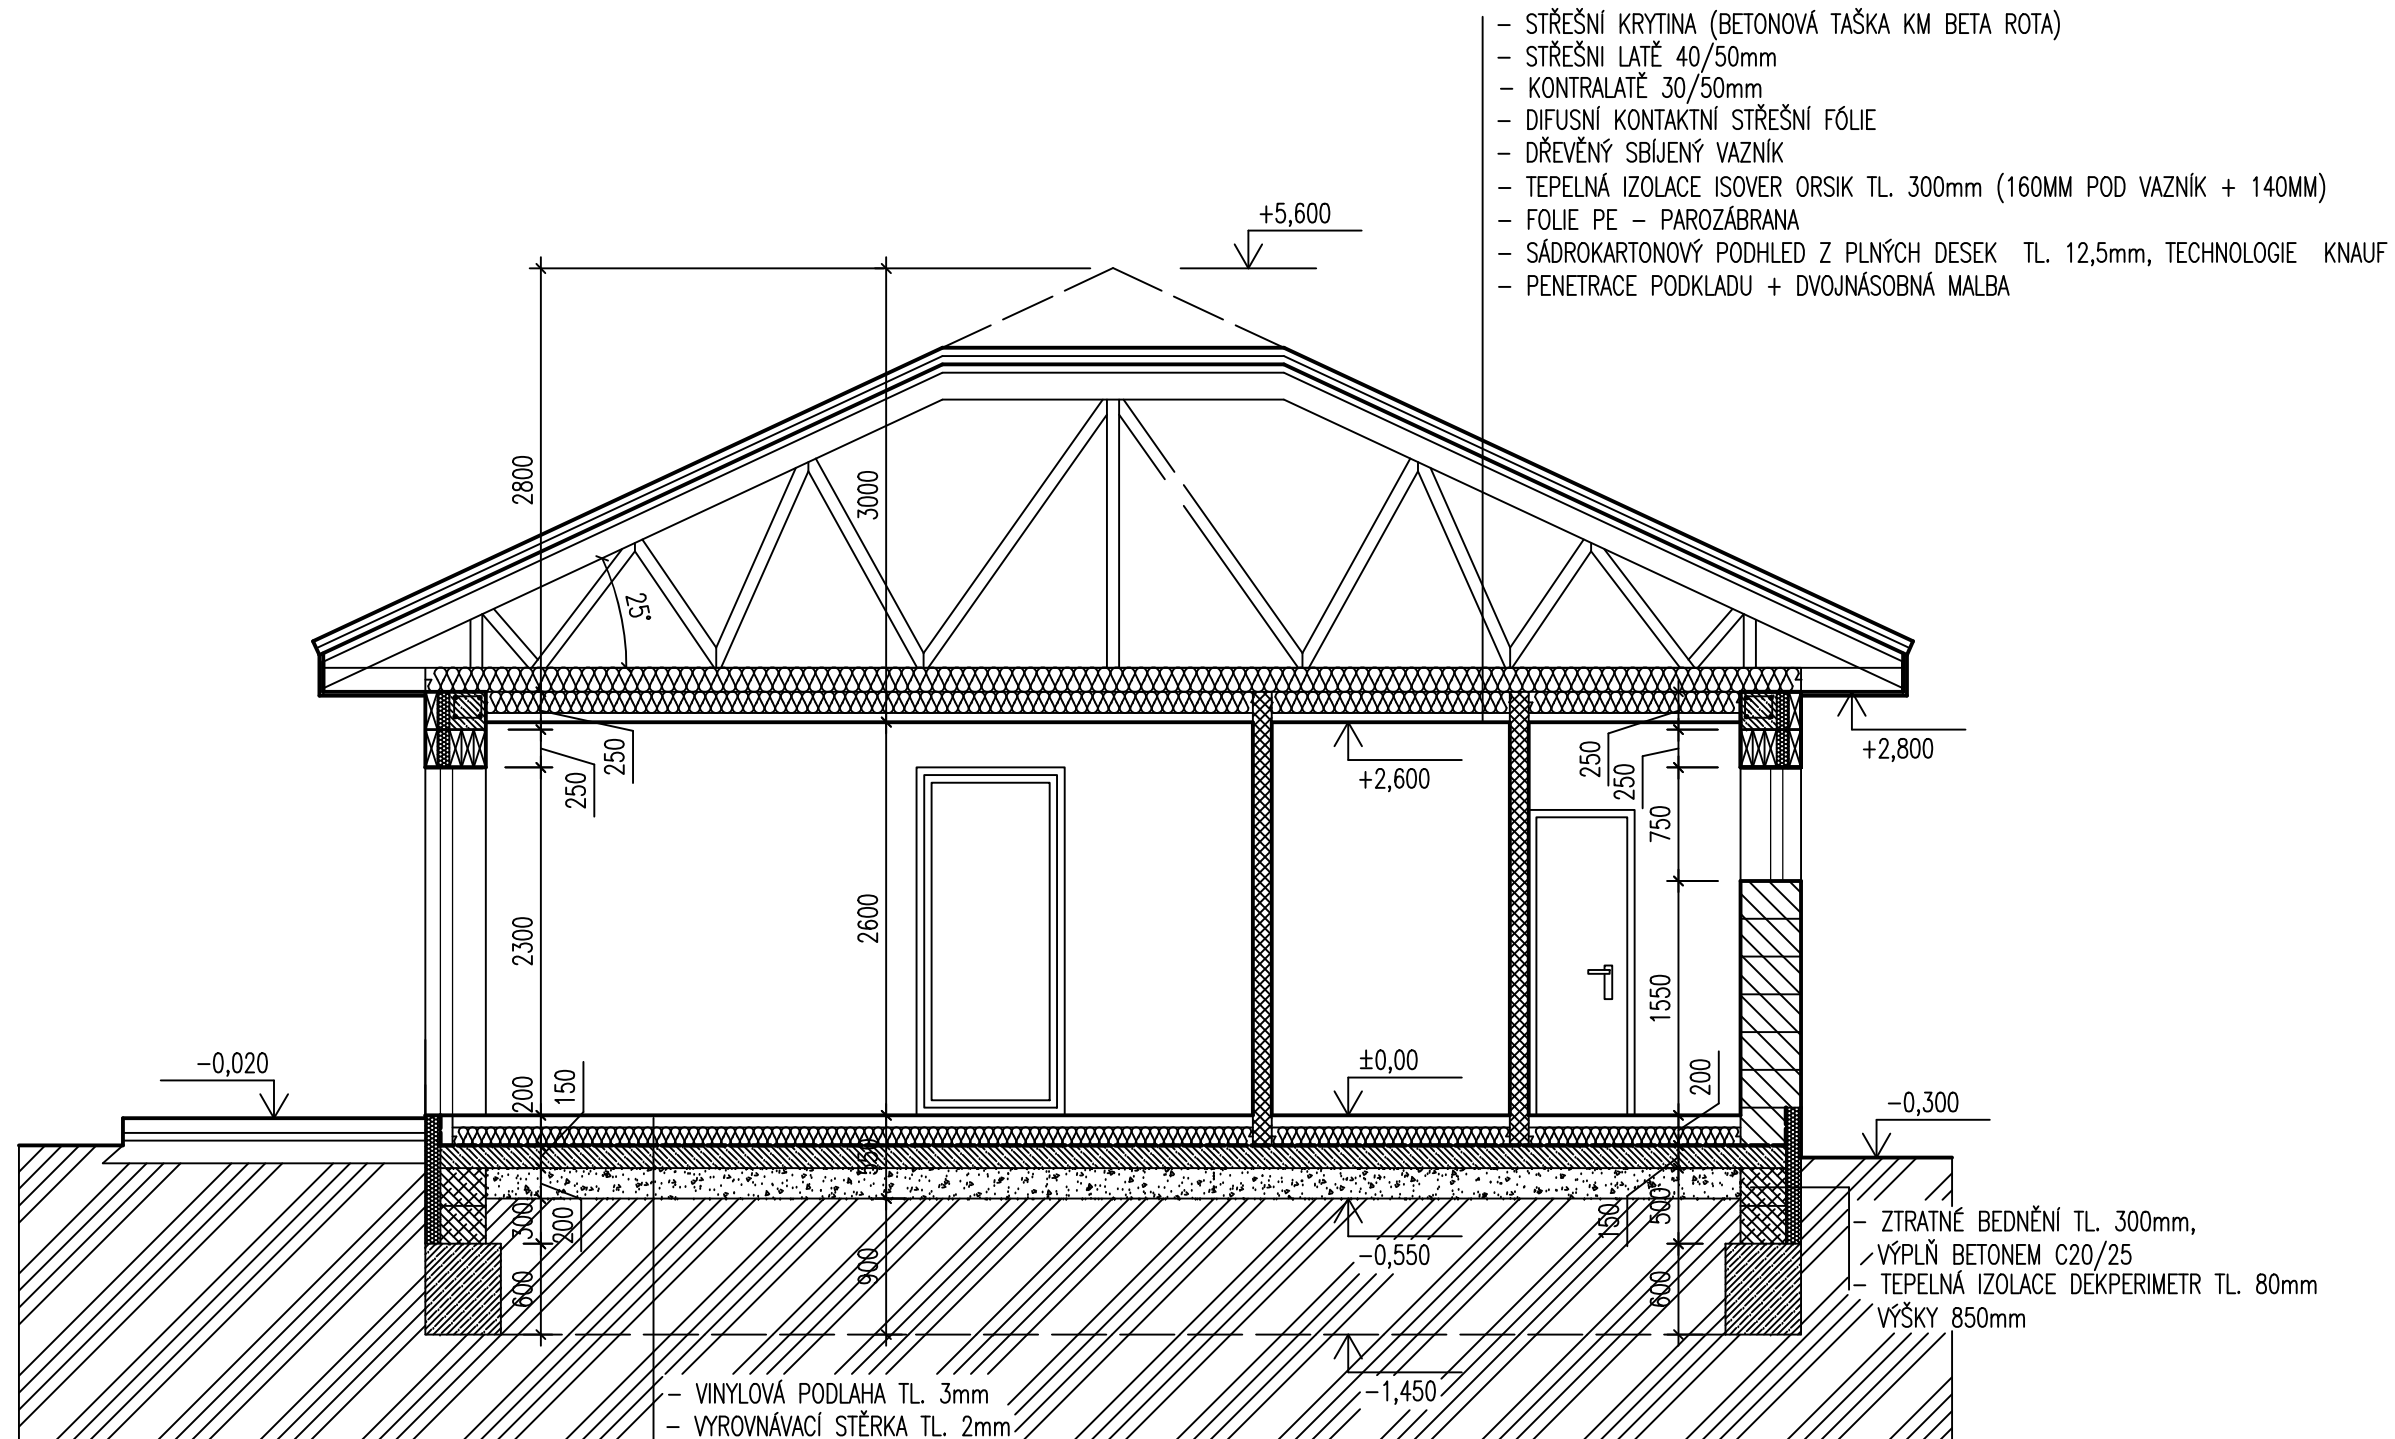 - STŘEŠNÍ KRYTINA (BETONOVÁ TAŠKA KM BETA ROTA)
- STŘEŠNI LATĚ 40/50mm
- KONTRALATĚ 30/50mm
- DIFUSNÍ KONTAKTNÍ STŘEŠNÍ FÓLIE
- DŘEVĚNÝ SBÍJENÝ VAZNÍK
- TEPELNÁ IZOLACE ISOVER ORSIK TL. 300mm (160MM POD VAZNÍK + 140MM)
- FOLIE PE - PAROZÁBRANA
- SÁDROKARTONOVÝ PODHLED Z PLNÝCH DESEK TL. 12,5mm, TECHNOLOGIE KNAUF
- PENETRACE PODKLADU + DVOJNÁSOBNÁ MALBA
+5,600
2800
3000
25°
250
250
250
250
+2,600
+2,800
750
2300
2600
1550
-0,020
200
150
±0,00
200
-0,300
550
300
200
-0,550
150
500
600
900
600
-1,450
- ZTRATNÉ BEDNĚNÍ TL. 300mm,
VÝPLŇ BETONEM C20/25
- TEPELNÁ IZOLACE DEKPERIMETR TL. 80mm
VÝŠKY 850mm
- VINYLOVÁ PODLAHA TL. 3mm
- VYROVNÁVACÍ STĚRKA TL. 2mm